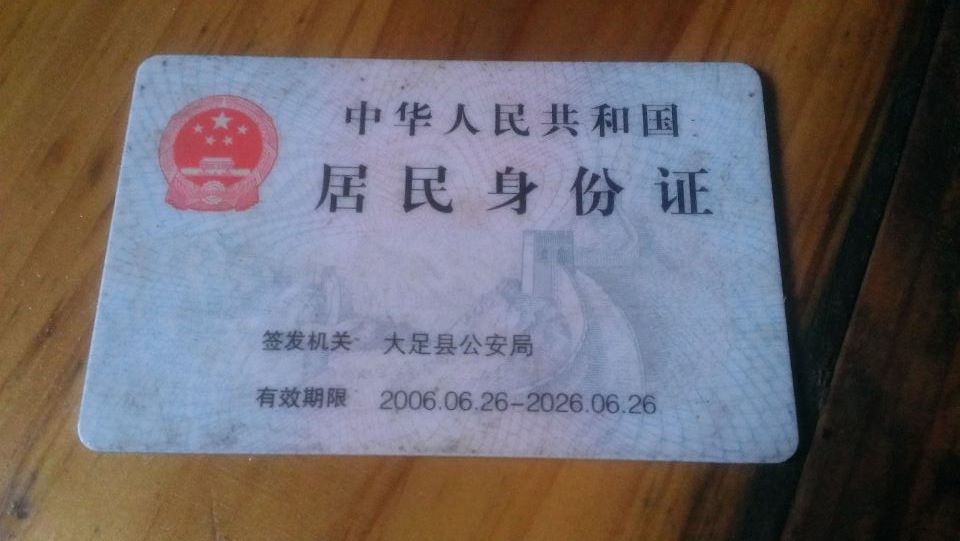 中华人民共和国
居民身份证
签发机关 大足县公安局
有效期限 2006.06.26-2026.06.26